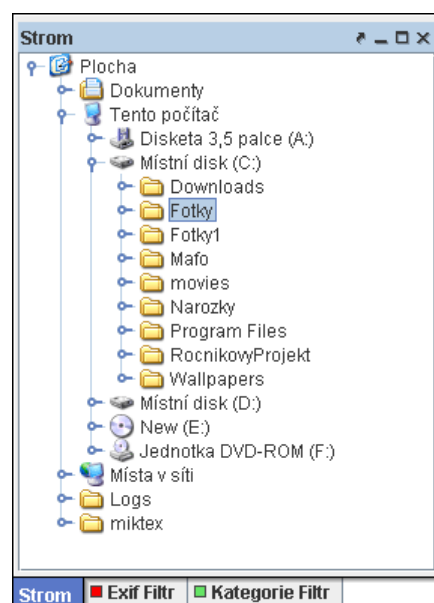 Strom
Plocha
Dokumenty
Tento počítač
Disketa 3,5 palce (A:)
Místní disk (C:)
Downloads
Fotky
Fotky1
Mafo
movies
Narozky
Program Files
RocnikovyProjekt
Wallpapers
Místní disk (D:)
New (E:)
Jednotka DVD-ROM (F:)
Místa v síti
Logs
miktex
Strom Exif Filtr Kategorie Filtr